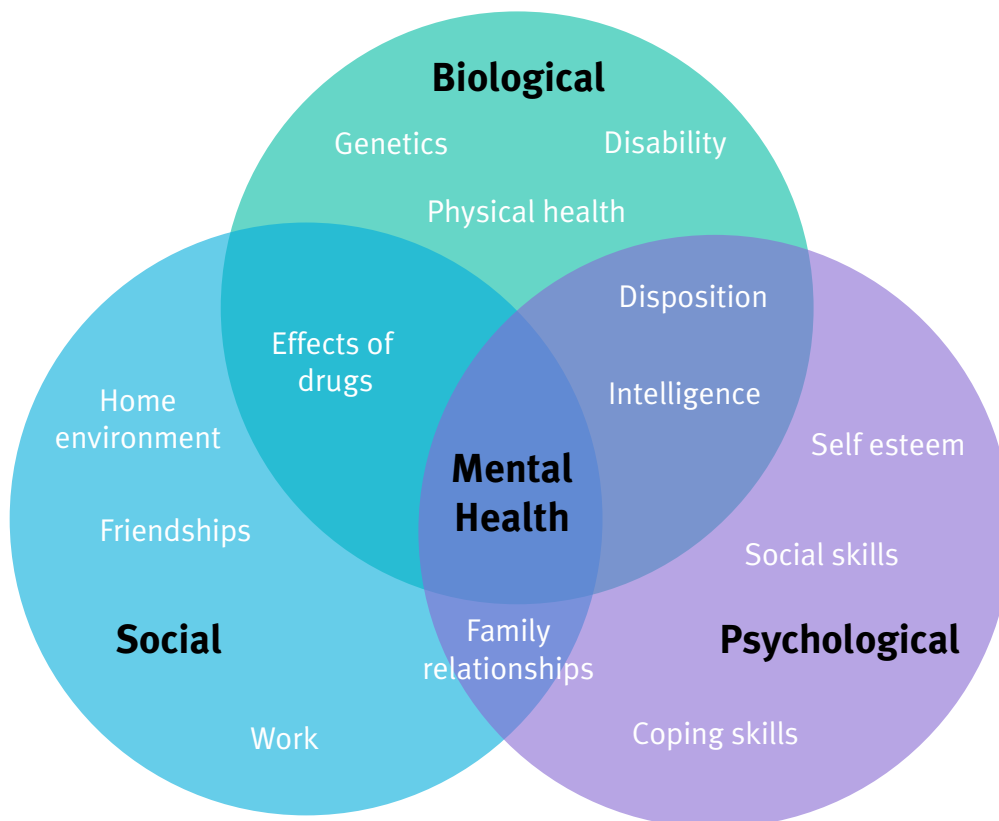 Biological
Genetics
Disability
Physical health
Disposition
Effects of
drugs
Intelligence
Home
environment
Self esteem
Mental
Health
Friendships
Social skills
Social
Family
relationships
Psychological
Work
Coping skills